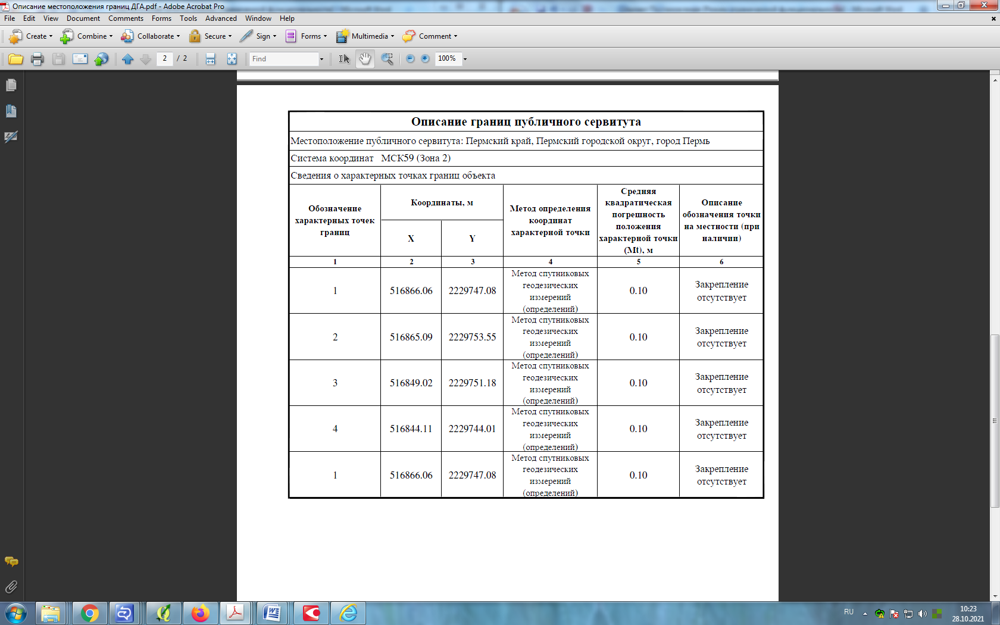 Описание местоположения границ ДГА.pdf - Adobe Acrobat Pro
File Edit View Document Comments Forms Tools Advanced Window Help
Create Combine Collaborate Secure Sign Forms Multimedia Comment
2 / 2 Find 100%
Описание границ публичного сервитута
Местоположение публичного сервитута: Пермский край, Пермский городской округ, город Пермь
Система координат МСК59 (Зона 2)
Сведения о характерных точках границ объекта
Обозначение
характерных точек
границ
Координаты, м
X Y
Метод определения
координат
характерной точки
Средняя
квадратическая
погрешность
положения
характерной точки
(Mt), м
Описание
обозначения точки
на местности (при
наличии)
1 2 3 4 5 6
1 516866.06 2229747.08
Метод спутниковых
геодезических
измерений
(определений)
0.10
Закрепление
отсутствует
2 516865.09 2229753.55
Метод спутниковых
геодезических
измерений
(определений)
0.10
Закрепление
отсутствует
3 516849.02 2229751.18
Метод спутниковых
геодезических
измерений
(определений)
0.10
Закрепление
отсутствует
4 516844.11 2229744.01
Метод спутниковых
геодезических
измерений
(определений)
0.10
Закрепление
отсутствует
1 516866.06 2229747.08
Метод спутниковых
геодезических
измерений
(определений)
0.10
Закрепление
отсутствует
RU
10:23
28.10.2021